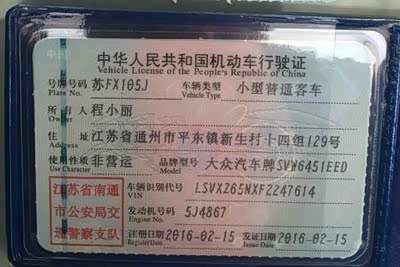 中华人民共和国机动车行驶证
Vehicle License of the People's Republic of China
号牌号码 苏FX105J 车辆类型 小型普通客车
Plate No. Vehicle Type
所有人 程小丽
Owner
住址 江苏省通州市平东镇新生村十四组129号
Address
使用性质 非营运 品牌型号 大众汽车牌SVW6451EED
Use Character Model
江苏省南通 车辆识别代号 LSVXZ65NXF2247614
VIN
市公安局交 发动机号码 5J4867
Engine No.
通警察支队 注册日期 2016-02-15 发证日期 2016-02-15
Register Date Issue Date